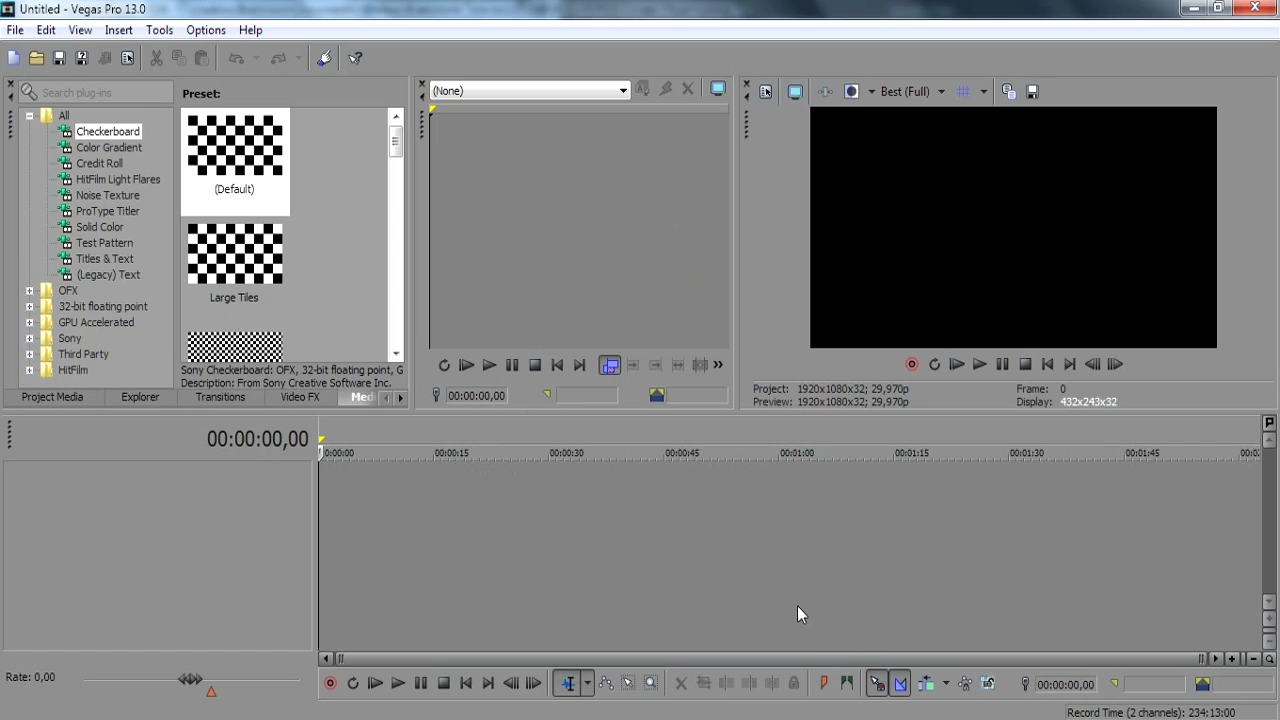 Untitled - Vegas Pro 13.0
File Edit View Insert Tools Options Help
Search plug-ins
Preset:
All
Checkerboard
Color Gradient
Credit Roll
HitFilm Light Flares
Noise Texture
ProType Titler
Solid Color
Test Pattern
Titles & Text
(Legacy) Text
OFX
32-bit floating point
GPU Accelerated
Sony
Third Party
HitFilm
(Default)
Large Tiles
Sony Checkerboard: OFX, 32-bit floating point, G
Description: From Sony Creative Software Inc.
Project Media Explorer Transitions Video FX Med
(None)
00:00:00,00
Best (Full)
Project: 1920x1080x32; 29,970p
Preview: 1920x1080x32; 29,970p
Frame: 0
Display: 432x243x32
00:00:00,00
0:00:00 00:00:15 00:00:30 00:00:45 00:01:00 00:01:15 00:01:30 00:01:45 00:0
Rate: 0,00
00:00:00,00
Record Time (2 channels): 234:13:00